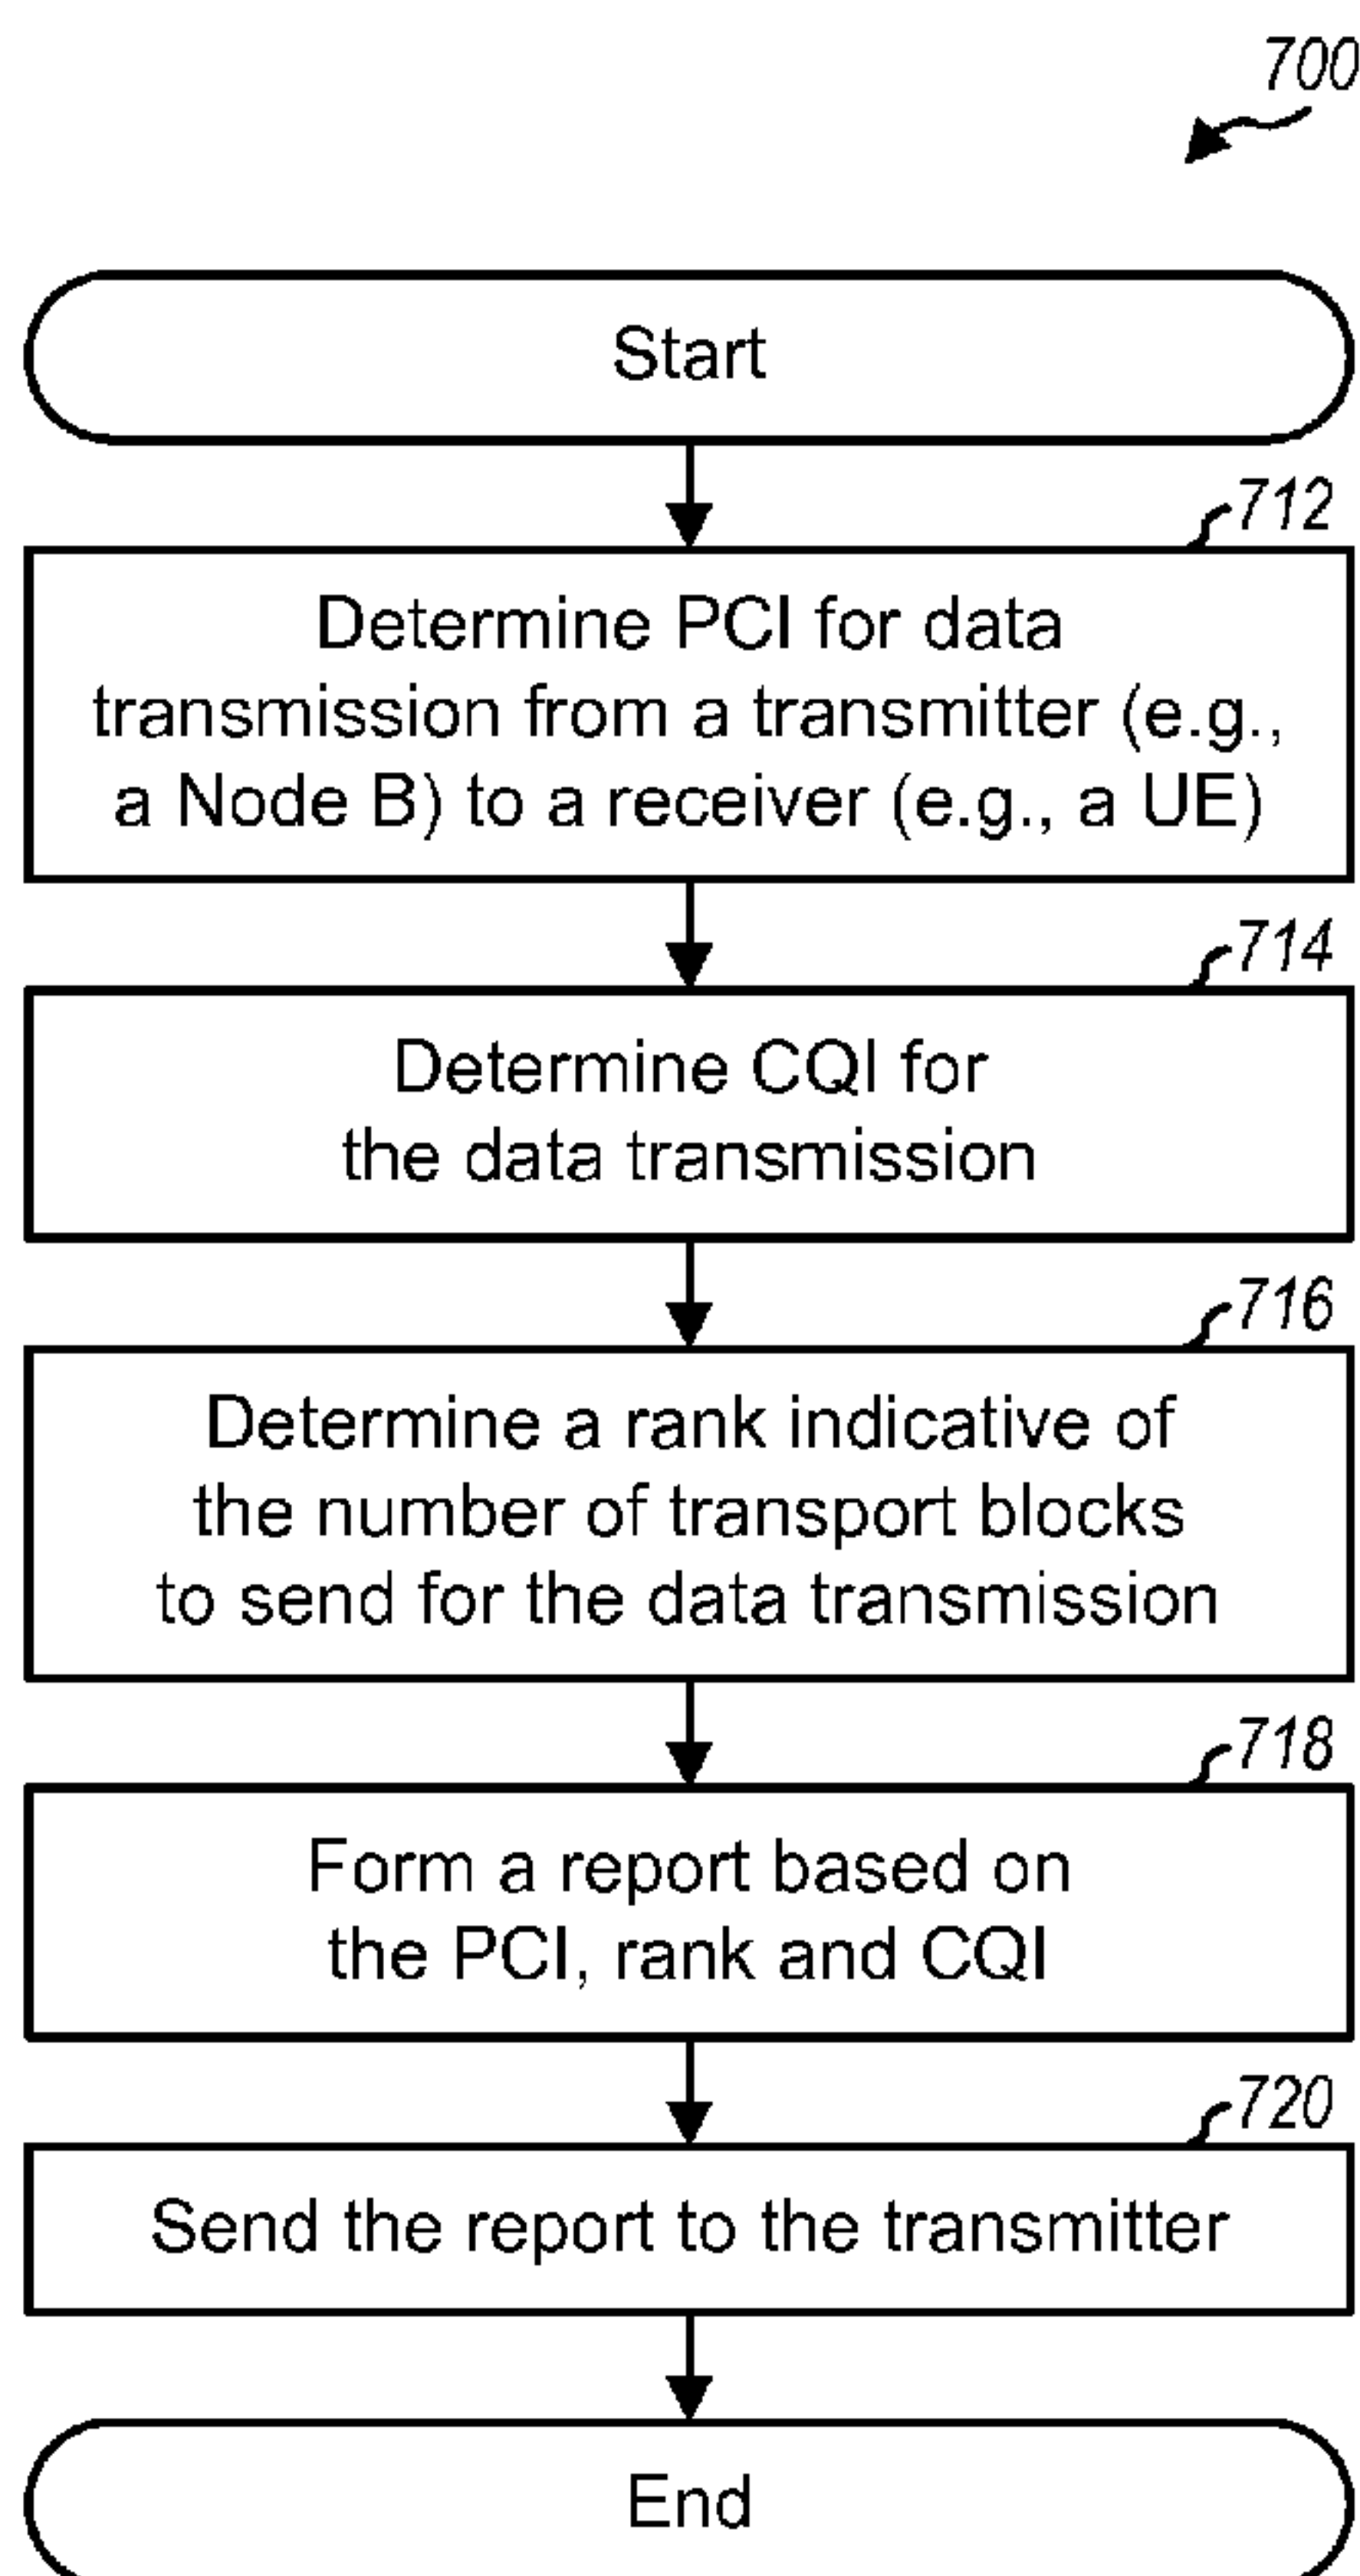 700
Start
712
Determine PCI for data
transmission from a transmitter (e.g.,
a Node B) to a receiver (e.g., a UE)
714
Determine CQI for
the data transmission
716
Determine a rank indicative of
the number of transport blocks
to send for the data transmission
718
Form a report based on
the PCI, rank and CQI
720
Send the report to the transmitter
End